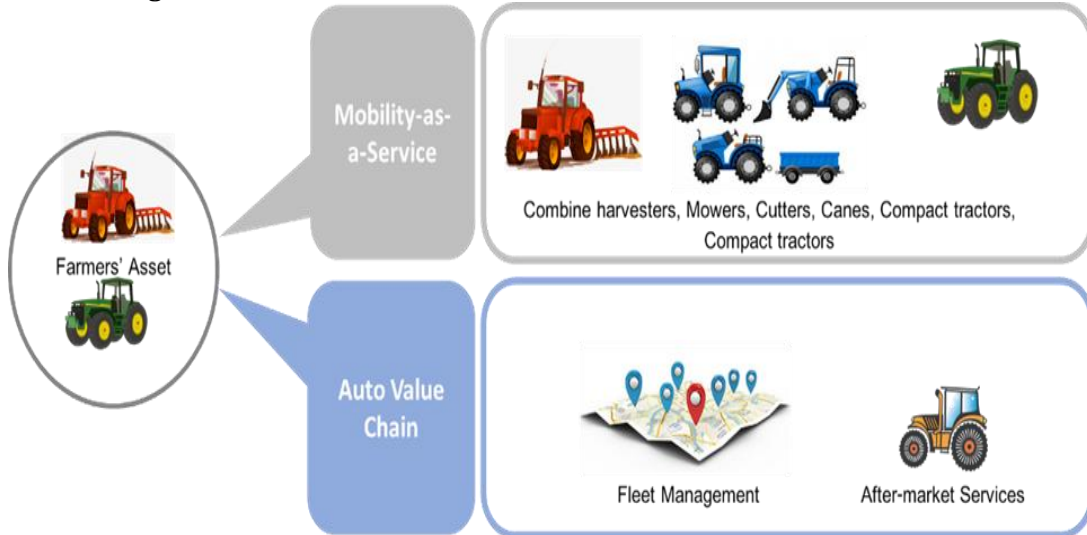 Farmers' Asset
Mobility-as-
a-Service
Combine harvesters, Mowers, Cutters, Canes, Compact tractors,
Compact tractors
Auto Value
Chain
Fleet Management
After-market Services